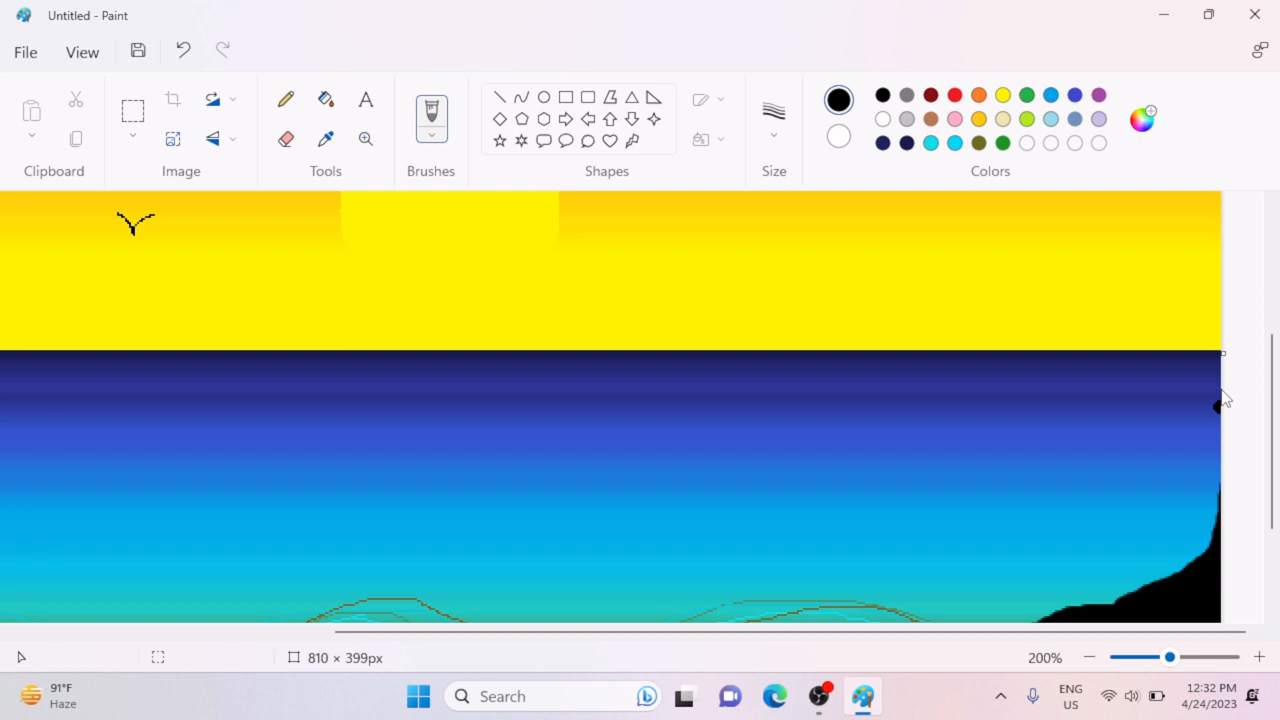 Untitled - Paint
File View
Clipboard Image Tools Brushes Shapes Size Colors
810 × 399px 200%
91°F
Haze
Search
ENG
US
12:32 PM
4/24/2023